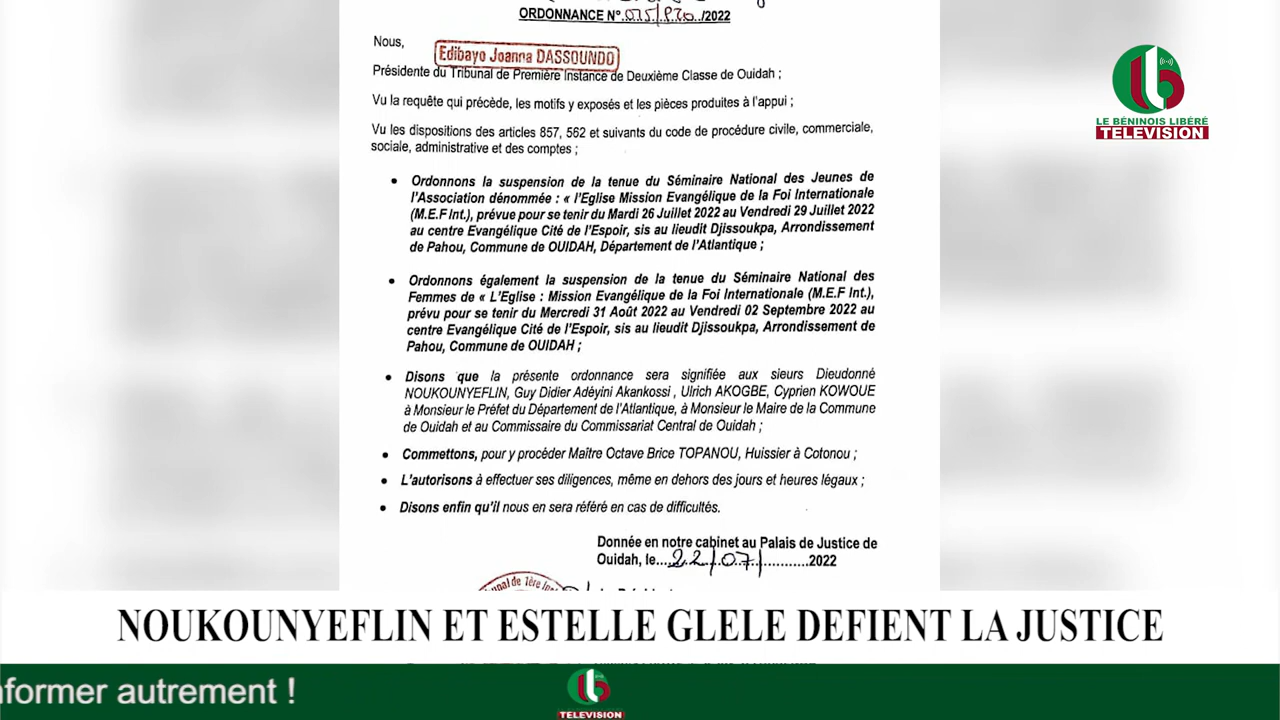 ORDONNANCE N° 075/P20/2022
Nous,
Edibayo Joanna DASSOUNDO
Présidente du Tribunal de Première Instance de Deuxième Classe de Ouidah ;
Vu la requête qui précède, les motifs y exposés et les pièces produites à l'appui ;
Vu les dispositions des articles 857, 562 et suivants du code de procédure civile, commerciale,
sociale, administrative et des comptes ;
• Ordonnons la suspension de la tenue du Séminaire National des Jeunes de
l'Association dénommée : « l'Eglise Mission Evangélique de la Foi Internationale
(M.E.F Int.), prévue pour se tenir du Mardi 26 Juillet 2022 au Vendredi 29 Juillet 2022
au centre Evangélique Cité de l'Espoir, sis au lieudit Djissoukpa, Arrondissement
de Pahou, Commune de OUIDAH, Département de l'Atlantique ;
• Ordonnons également la suspension de la tenue du Séminaire National des
Femmes de « L'Eglise : Mission Evangélique de la Foi Internationale (M.E.F Int.),
prévu pour se tenir du Mercredi 31 Août 2022 au Vendredi 02 Septembre 2022 au
centre Evangélique Cité de l'Espoir, sis au lieudit Djissoukpa, Arrondissement de
Pahou, Commune de OUIDAH ;
• Disons que la présente ordonnance sera signifiée aux sieurs Dieudonné
NOUKOUNYEFLIN, Guy Didier Adéyini Akankossi , Ulrich AKOGBE, Cyprien KOWOUE
à Monsieur le Préfet du Département de l'Atlantique, à Monsieur le Maire de la Commune
de Ouidah et au Commissaire du Commissariat Central de Ouidah ;
• Commettons, pour y procéder Maître Octave Brice TOPANOU, Huissier à Cotonou ;
• L'autorisons à effectuer ses diligences, même en dehors des jours et heures légaux ;
• Disons enfin qu'il nous en sera référé en cas de difficultés.
Donnée en notre cabinet au Palais de Justice de
Ouidah, le....22/07/............2022
LE BÉNINOIS LIBÉRÉ
TELEVISION
NOUKOUNYEFLIN ET ESTELLE GLELE DEFIENT LA JUSTICE
nformer autrement !
TELEVISION